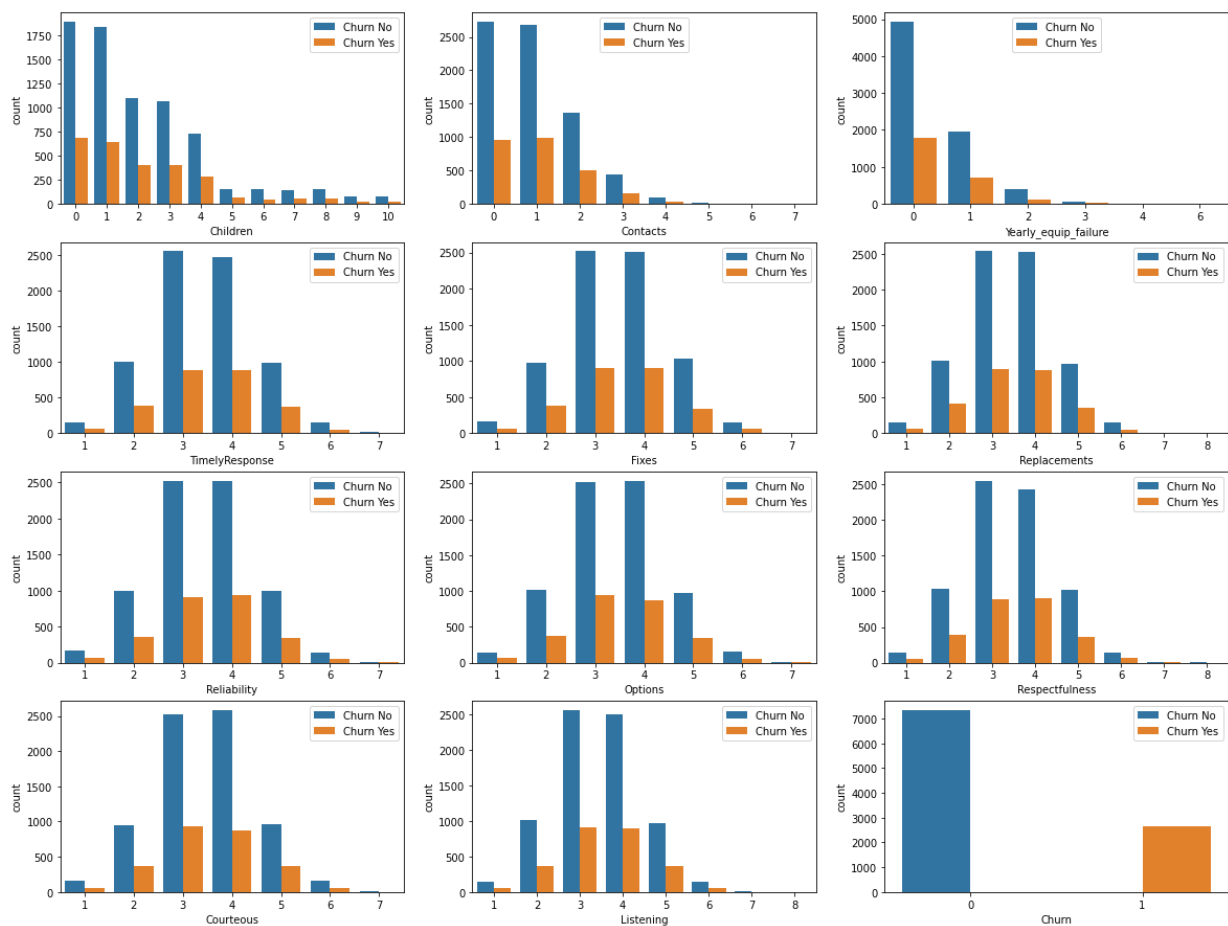 count
1750
1500
1250
1000
750
500
250
0
Churn No
Churn Yes
0 1 2 3 4 5 6 7 8 9 10
Children
count
2500
2000
1500
1000
500
0
Churn No
Churn Yes
0 1 2 3 4 5 6 7
Contacts
count
5000
4000
3000
2000
1000
0
Churn No
Churn Yes
0 1 2 3 4 6
Yearly_equip_failure
count
2500
2000
1500
1000
500
0
Churn No
Churn Yes
1 2 3 4 5 6 7
TimelyResponse
count
2500
2000
1500
1000
500
0
Churn No
Churn Yes
1 2 3 4 5 6 7
Fixes
count
2500
2000
1500
1000
500
0
Churn No
Churn Yes
1 2 3 4 5 6 7 8
Replacements
count
2500
2000
1500
1000
500
0
Churn No
Churn Yes
1 2 3 4 5 6 7
Reliability
count
2500
2000
1500
1000
500
0
Churn No
Churn Yes
1 2 3 4 5 6 7
Options
count
2500
2000
1500
1000
500
0
Churn No
Churn Yes
1 2 3 4 5 6 7 8
Respectfulness
count
2500
2000
1500
1000
500
0
Churn No
Churn Yes
1 2 3 4 5 6 7
Courteous
count
2500
2000
1500
1000
500
0
Churn No
Churn Yes
1 2 3 4 5 6 7 8
Listening
count
7000
6000
5000
4000
3000
2000
1000
0
Churn No
Churn Yes
0 1
Churn